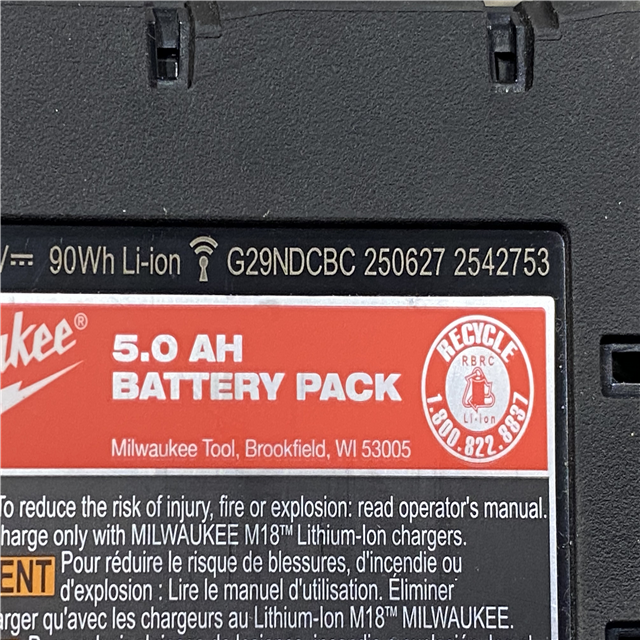 90Wh Li-ion G29NDCBC 250627 2542753
5.0 AH
BATTERY PACK
Milwaukee Tool, Brookfield, WI 53005
RECYCLE
RBRC
Li-ion
1.800.822.8837
To reduce the risk of injury, fire or explosion: read operator's manual.
harge only with MILWAUKEE M18™ Lithium-Ion chargers.
ENT Pour réduire le risque de blessures, d'incendie ou
d'explosion : Lire le manuel d'utilisation. Éliminer
arger qu'avec les chargeurs au Lithium-Ion M18™ MILWAUKEE.